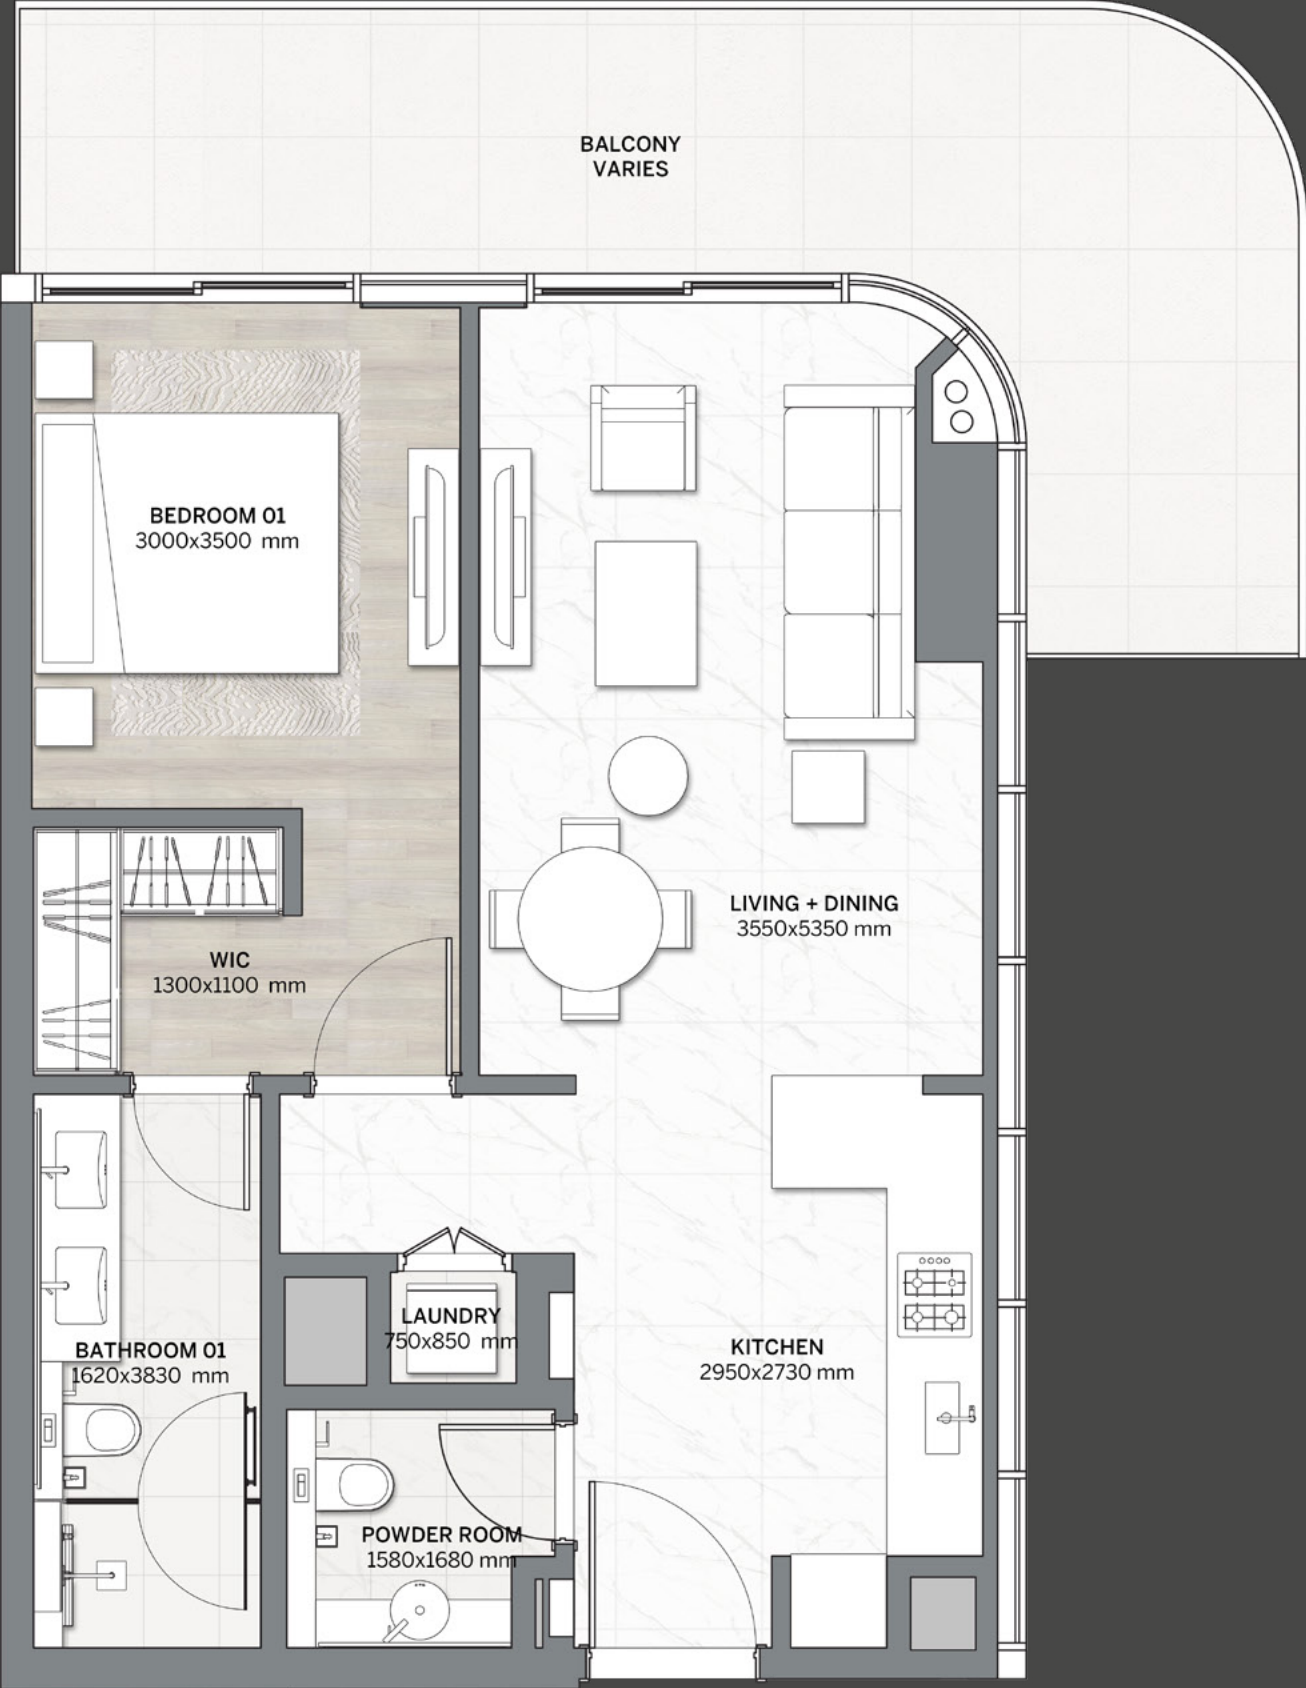 BALCONY
VARIES
BEDROOM 01
3000x3500 mm
LIVING + DINING
3550x5350 mm
WIC
1300x1100 mm
LAUNDRY
750x850 mm
BATHROOM 01
1620x3830 mm
KITCHEN
2950x2730 mm
POWDER ROOM
1580x1680 mm